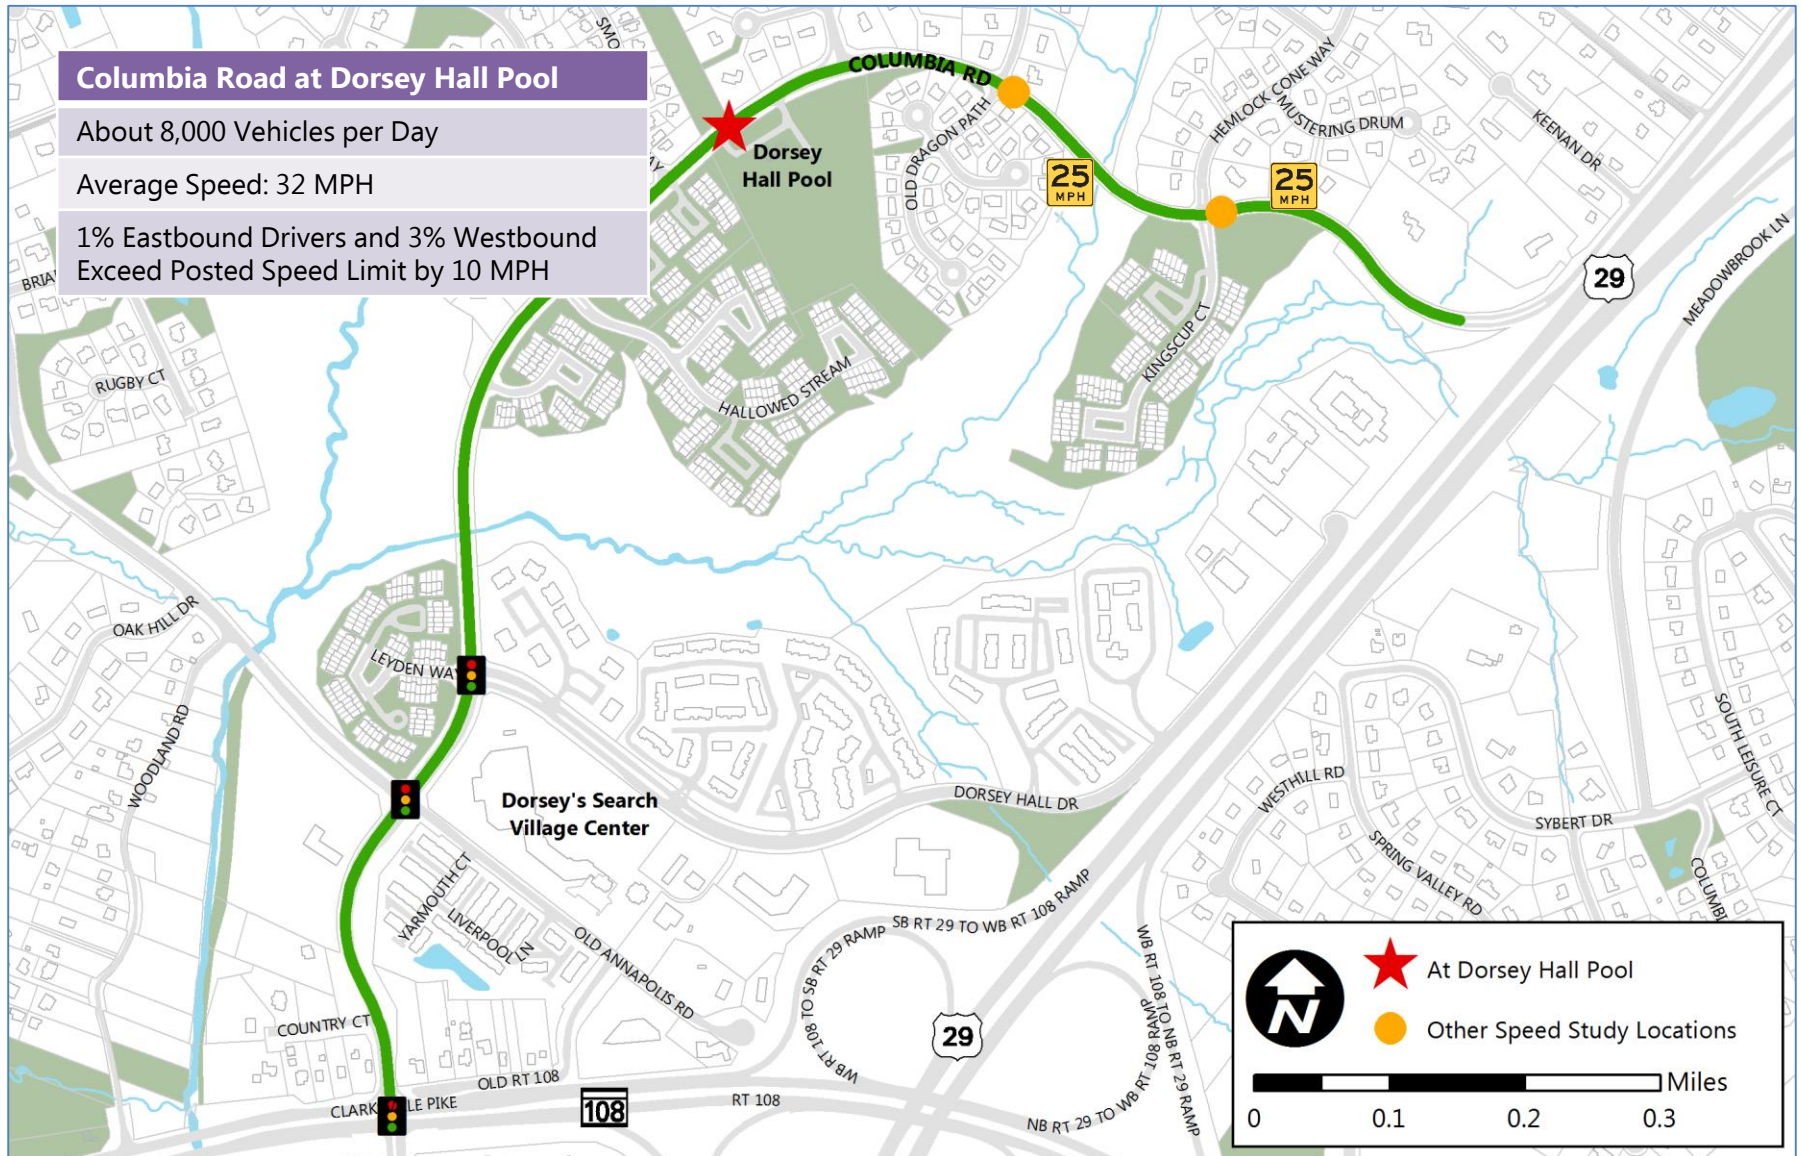 SMO
Columbia Road at Dorsey Hall Pool
About 8,000 Vehicles per Day
Average Speed: 32 MPH
1% Eastbound Drivers and 3% Westbound
Exceed Posted Speed Limit by 10 MPH
COLUMBIA RD
Dorsey
Hall Pool
AY
OLD DRAGON PATH
HEMLOCK CONE WAY
MUSTERING DRUM
KEENAN DR
25
MPH
25
MPH
29
MEADOWBROOK LN
BRIA
RUGBY CT
HALLOWED STREAM
KINGSCUP CT
OAK HILL DR
LEYDEN WAY
WOODLAND RD
Dorsey's Search
Village Center
DORSEY HALL DR
WESTHILL RD
SPRING VALLEY RD
SYBERT DR
SOUTH LEISURE CT
COLUMBI
YARMOUTH CT
LIVERPOOL LN
OLD ANNAPOLIS RD
SB RT 29 TO WB RT 108 RAMP
WB RT 108 TO SB RT 29 RAMP
WB RT 108 TO NB RT 29 RAMP
NB RT 29 TO WB RT 108 RAMP
29
COUNTRY CT
OLD RT 108
CLARK LE PIKE
108
RT 108
N
At Dorsey Hall Pool
Other Speed Study Locations
Miles
0 0.1 0.2 0.3